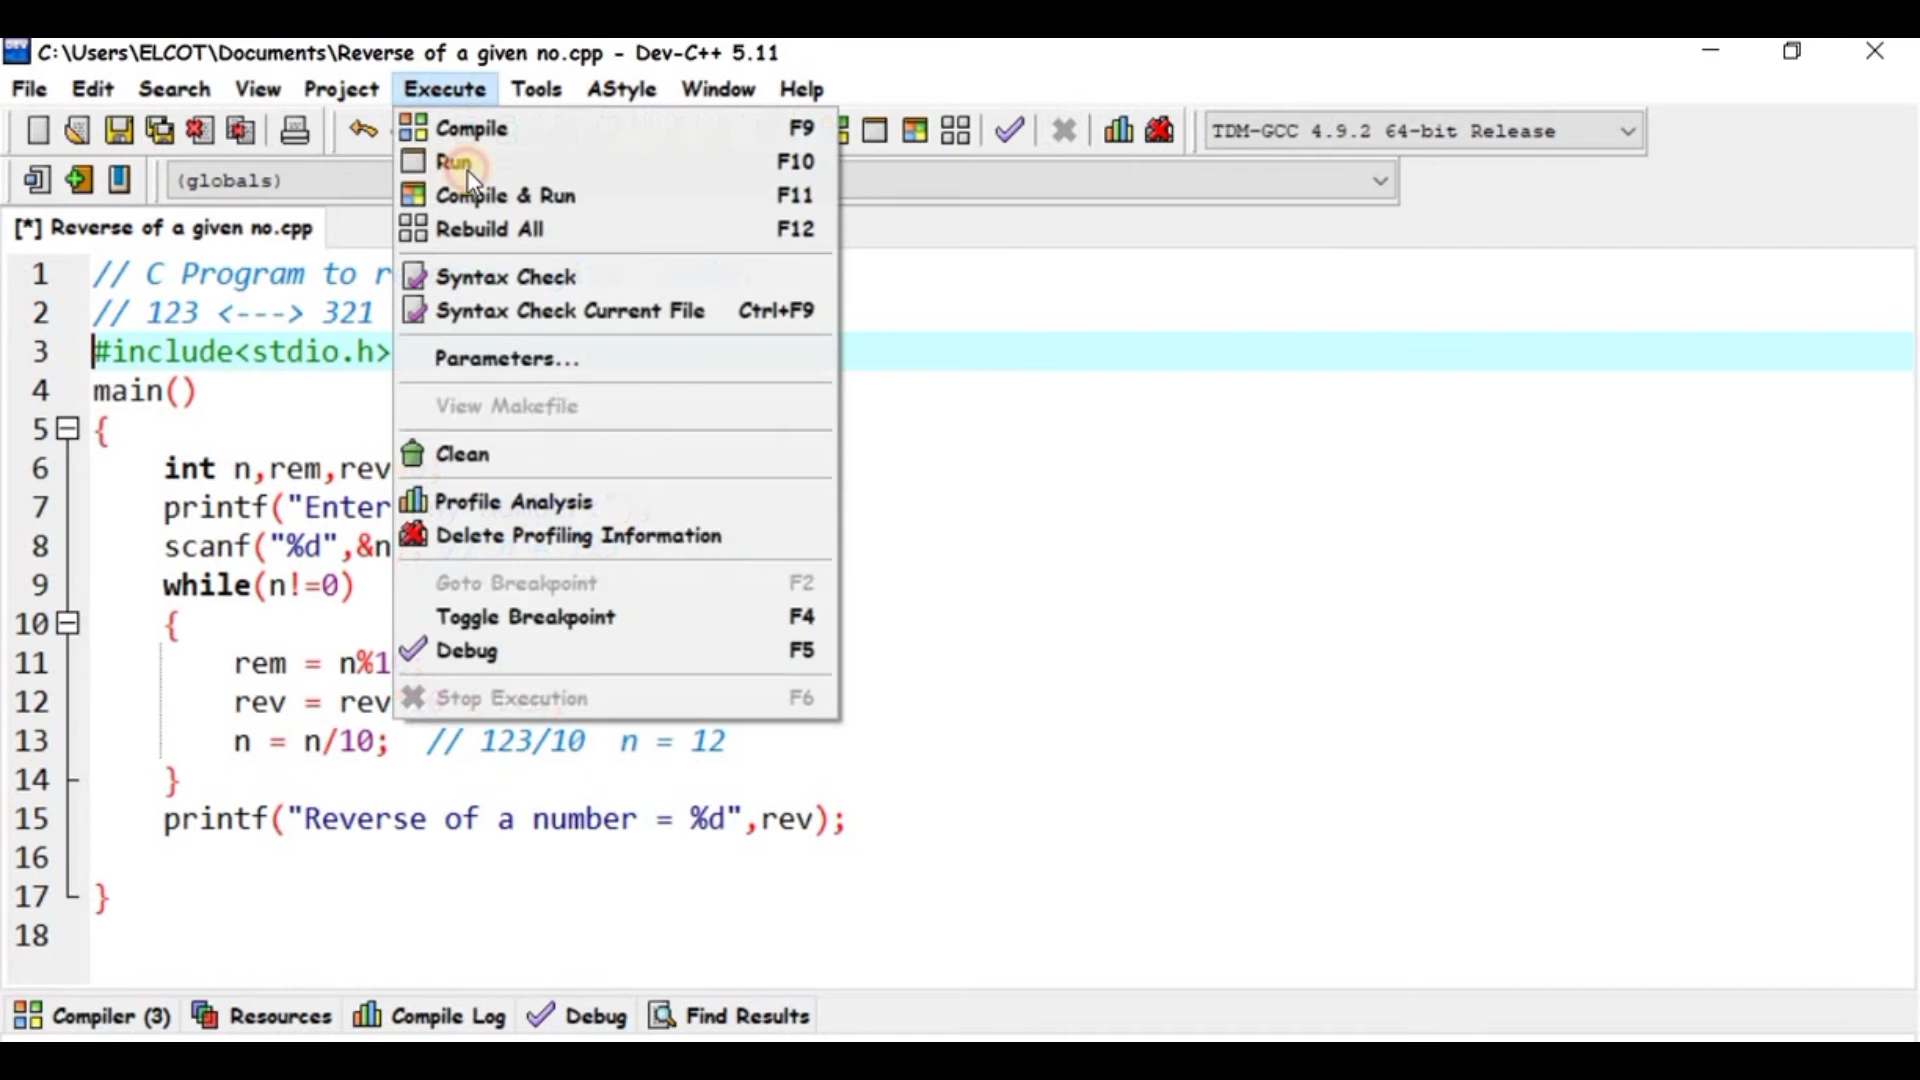 C:\Users\ELCOT\Documents\Reverse of a given no.cpp - Dev-C++ 5.11
File Edit Search View Project Execute Tools AStyle Window Help
TDM-GCC 4.9.2 64-bit Release
(globals)
Compile F9
Run F10
Compile & Run F11
Rebuild All F12
Syntax Check
Syntax Check Current File Ctrl+F9
Parameters...
View Makefile
Clean
Profile Analysis
Delete Profiling Information
Goto Breakpoint F2
Toggle Breakpoint F4
Debug F5
Stop Execution F6
[*] Reverse of a given no.cpp
1 // C Program to r
2 // 123 <---> 321
3 #include<stdio.h>
4 main()
5 {
6 int n,rem,rev
7 printf("Enter
8 scanf("%d",&n
9 while(n!=0)
10 {
11 rem = n%1
12 rev = rev
13 n = n/10; // 123/10 n = 12
14 }
15 printf("Reverse of a number = %d",rev);
16
17 }
18
Compiler (3) Resources Compile Log Debug Find Results